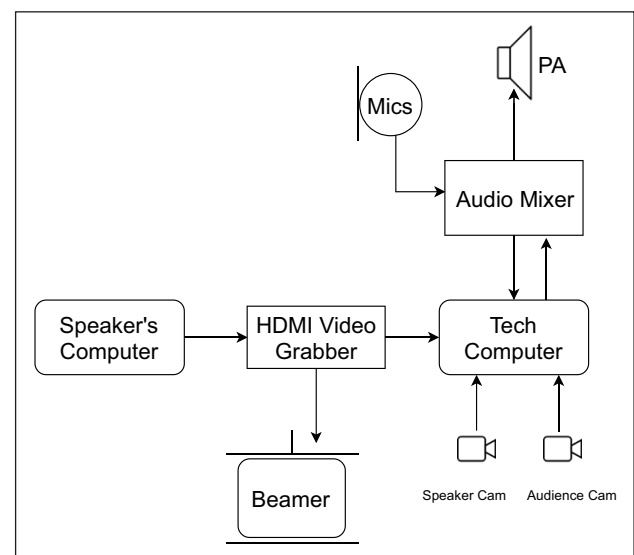 PA
Mics
Audio Mixer
Speaker's
Computer
HDMI Video
Grabber
Tech
Computer
Beamer
Speaker Cam
Audience Cam